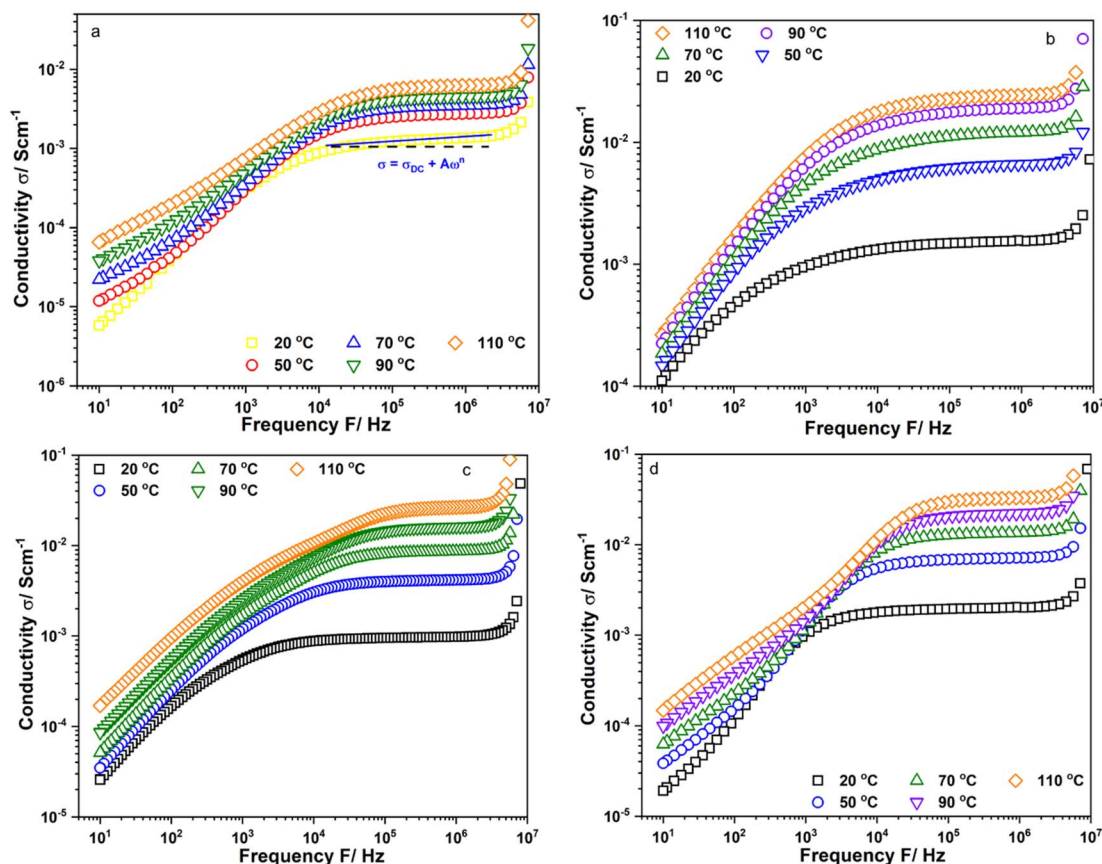 a
10⁻¹
10⁻²
10⁻³
10⁻⁴
10⁻⁵
10⁻⁶
Conductivity σ/ Scm⁻¹
σ = σDC + Aωⁿ
20 °C 70 °C 110 °C
50 °C 90 °C
10¹ 10² 10³ 10⁴ 10⁵ 10⁶ 10⁷
Frequency F/ Hz
b
110 °C 90 °C
70 °C 50 °C
20 °C
10⁻¹
10⁻²
10⁻³
10⁻⁴
Conductivity σ/ Scm⁻¹
10¹ 10² 10³ 10⁴ 10⁵ 10⁶ 10⁷
Frequency F/ Hz
c
20 °C 70 °C 110 °C
50 °C 90 °C
10⁻¹
10⁻²
10⁻³
10⁻⁴
10⁻⁵
Conductivity σ/ Scm⁻¹
10¹ 10² 10³ 10⁴ 10⁵ 10⁶ 10⁷
Frequency F/ Hz
d
10⁻¹
10⁻²
10⁻³
10⁻⁴
10⁻⁵
Conductivity σ/ Scm⁻¹
20 °C 70 °C 110 °C
50 °C 90 °C
10¹ 10² 10³ 10⁴ 10⁵ 10⁶ 10⁷
Frequency F/ Hz